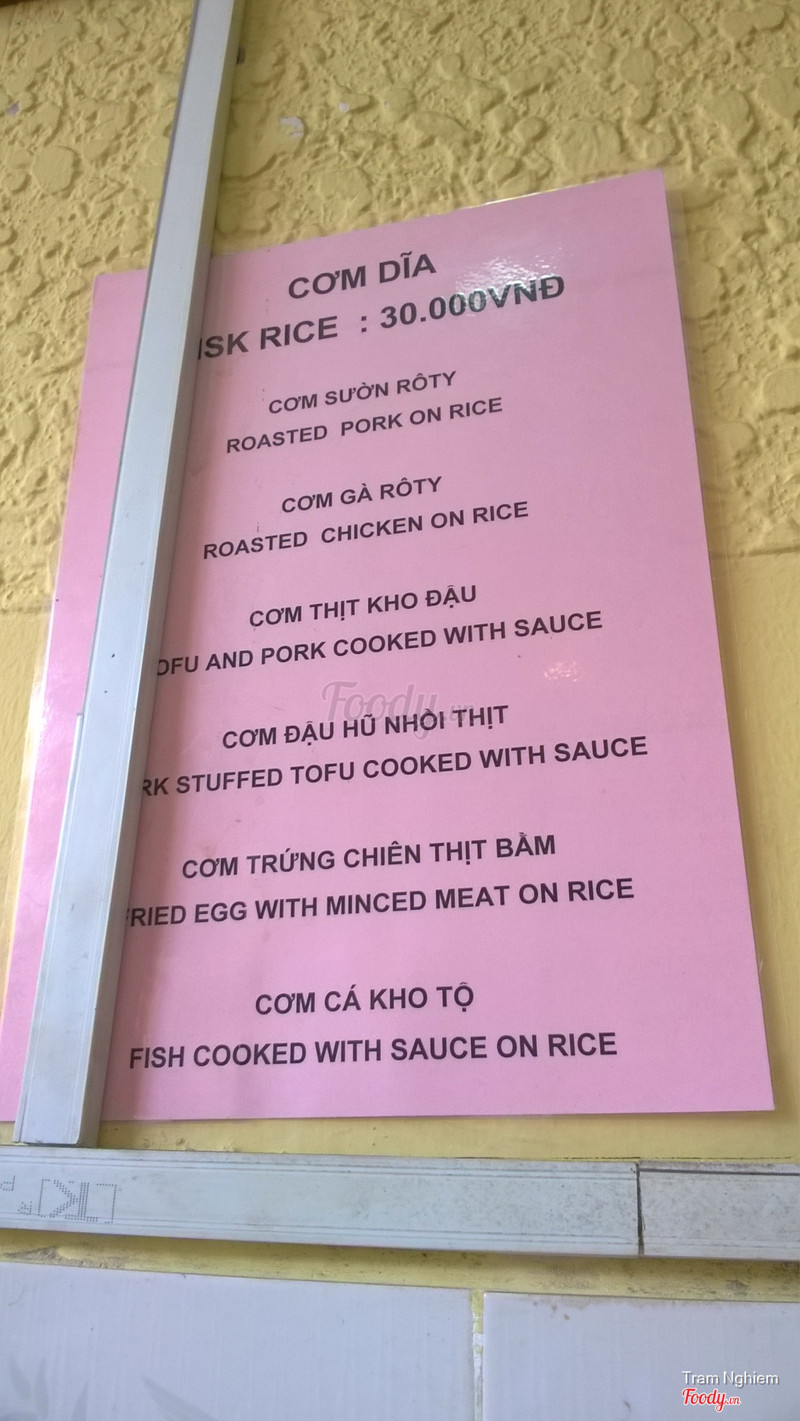 CƠM DĨA
ISK RICE : 30.000VNĐ
CƠM SƯỜN RÔTY
ROASTED PORK ON RICE
CƠM GÀ RÔTY
ROASTED CHICKEN ON RICE
CƠM THỊT KHO ĐẬU
OFU AND PORK COOKED WITH SAUCE
Foody.vn
CƠM ĐẬU HŨ NHỒI THỊT
RK STUFFED TOFU COOKED WITH SAUCE
CƠM TRỨNG CHIÊN THỊT BẰM
FRIED EGG WITH MINCED MEAT ON RICE
CƠM CÁ KHO TỘ
FISH COOKED WITH SAUCE ON RICE
Tram Nghiem
Foody.vn